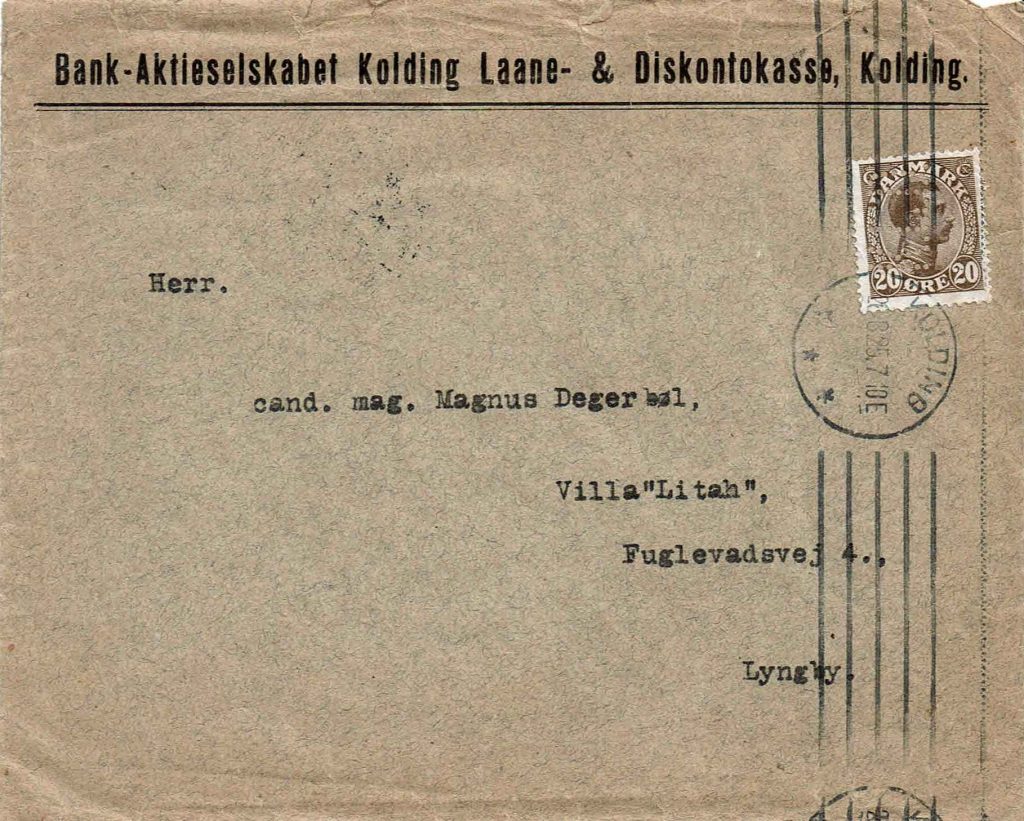 Bank-Aktieselskabet Kolding Laane- & Diskontokasse, Kolding.
DANMARK
20 ØRE 20
KOLDING
Herr.
cand. mag. Magnus Degerbøl,
Villa"Litah",
Fuglevadsvej 4.,
Lyngby.